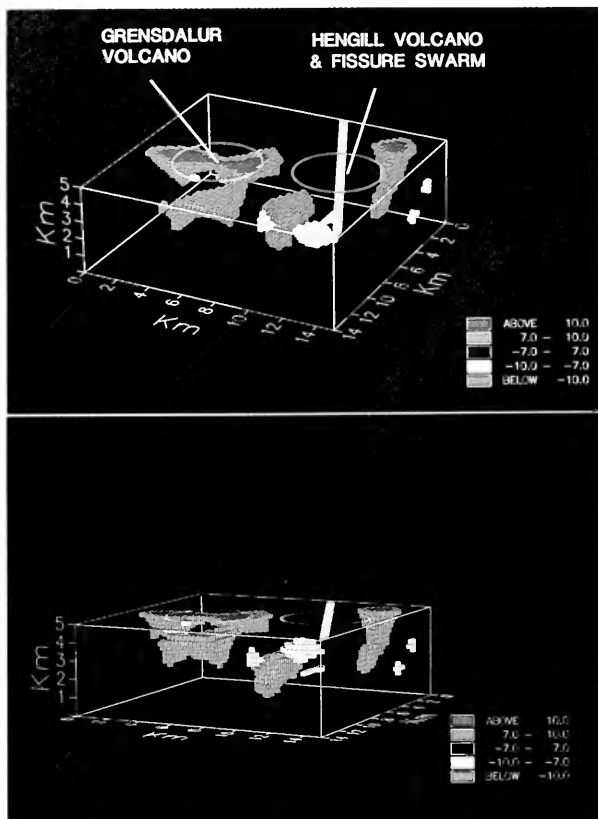 GRENSDALUR
VOLCANO
HENGILL VOLCANO
& FISSURE SWARM
5
4
3
2
1
Km
0
2
4
6
8
10
12
14
Km
14
12
10
8
6
4
2
0
Km
ABOVE 10.0
7.0 - 10.0
-7.0 - 7.0
-10.0 - -7.0
BELOW -10.0
5
4
3
2
1
Km
Km
ABOVE 10.0
7.0 - 10.0
-7.0 - 7.0
-10.0 - -7.0
BELOW -10.0